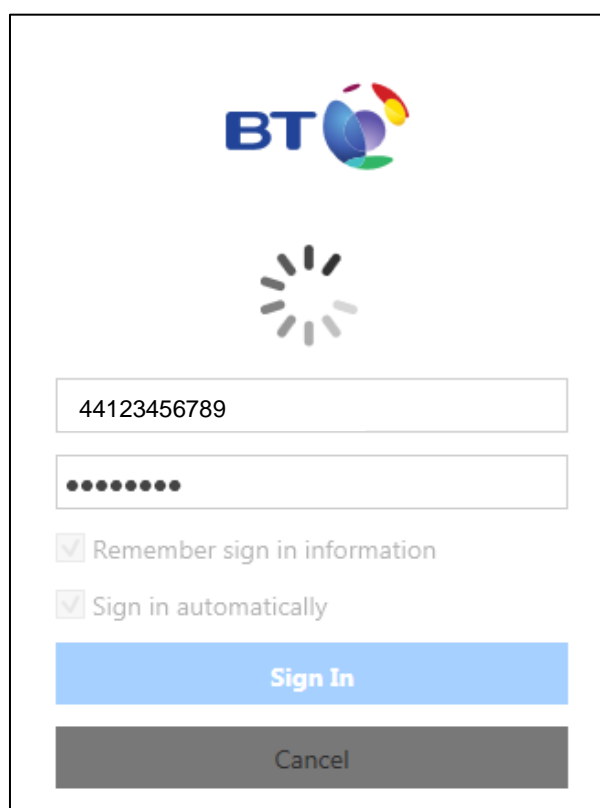 BT
44123456789
••••••••
Remember sign in information
Sign in automatically
Sign In
Cancel